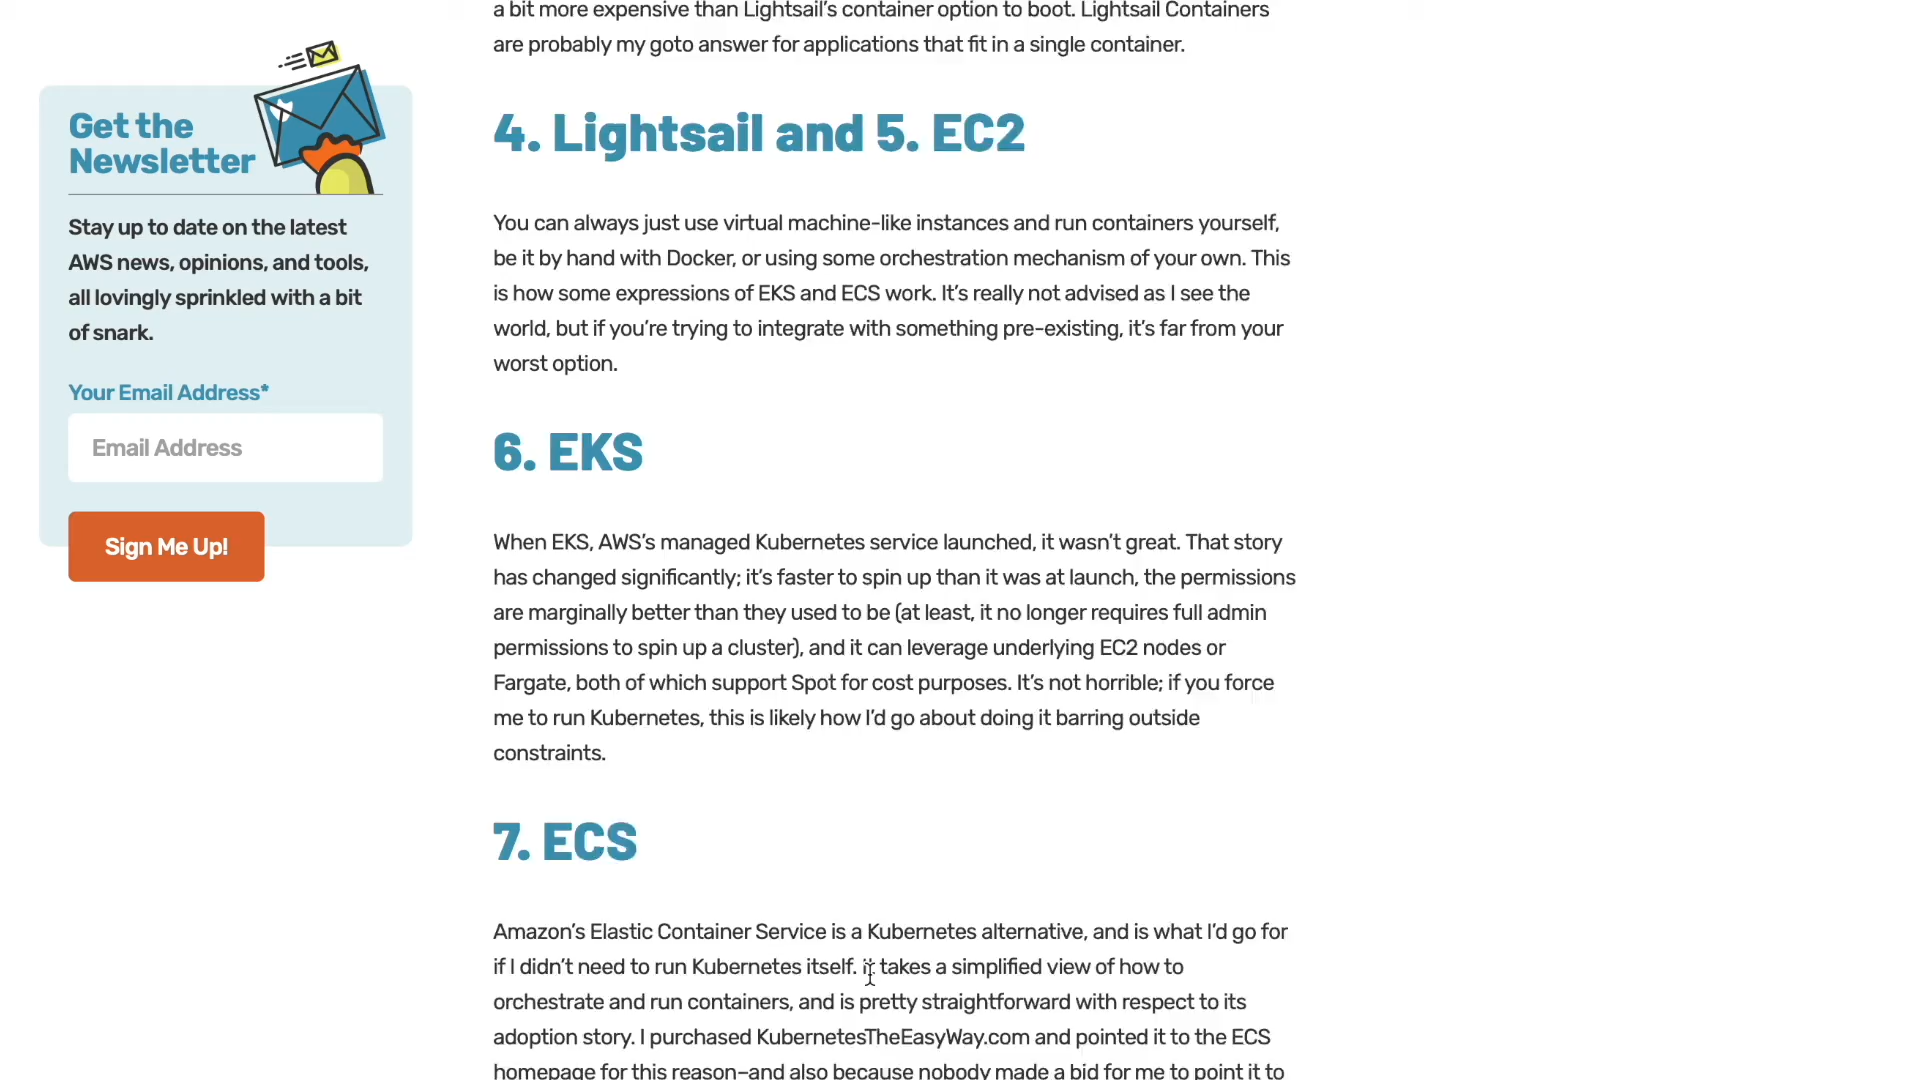 Get the
Newsletter
Stay up to date on the latest
AWS news, opinions, and tools,
all lovingly sprinkled with a bit
of snark.
Your Email Address*
Email Address
Sign Me Up!
a bit more expensive than Lightsail's container option to boot. Lightsail Containers
are probably my goto answer for applications that fit in a single container.
4. Lightsail and 5. EC2
You can always just use virtual machine-like instances and run containers yourself,
be it by hand with Docker, or using some orchestration mechanism of your own. This
is how some expressions of EKS and ECS work. It's really not advised as I see the
world, but if you're trying to integrate with something pre-existing, it's far from your
worst option.
6. EKS
When EKS, AWS's managed Kubernetes service launched, it wasn't great. That story
has changed significantly; it's faster to spin up than it was at launch, the permissions
are marginally better than they used to be (at least, it no longer requires full admin
permissions to spin up a cluster), and it can leverage underlying EC2 nodes or
Fargate, both of which support Spot for cost purposes. It's not horrible; if you force
me to run Kubernetes, this is likely how I'd go about doing it barring outside
constraints.
7. ECS
Amazon's Elastic Container Service is a Kubernetes alternative, and is what I'd go for
if I didn't need to run Kubernetes itself. It takes a simplified view of how to
orchestrate and run containers, and is pretty straightforward with respect to its
adoption story. I purchased KubernetesTheEasyWay.com and pointed it to the ECS
homepage for this reason–and also because nobody made a bid for me to point it to